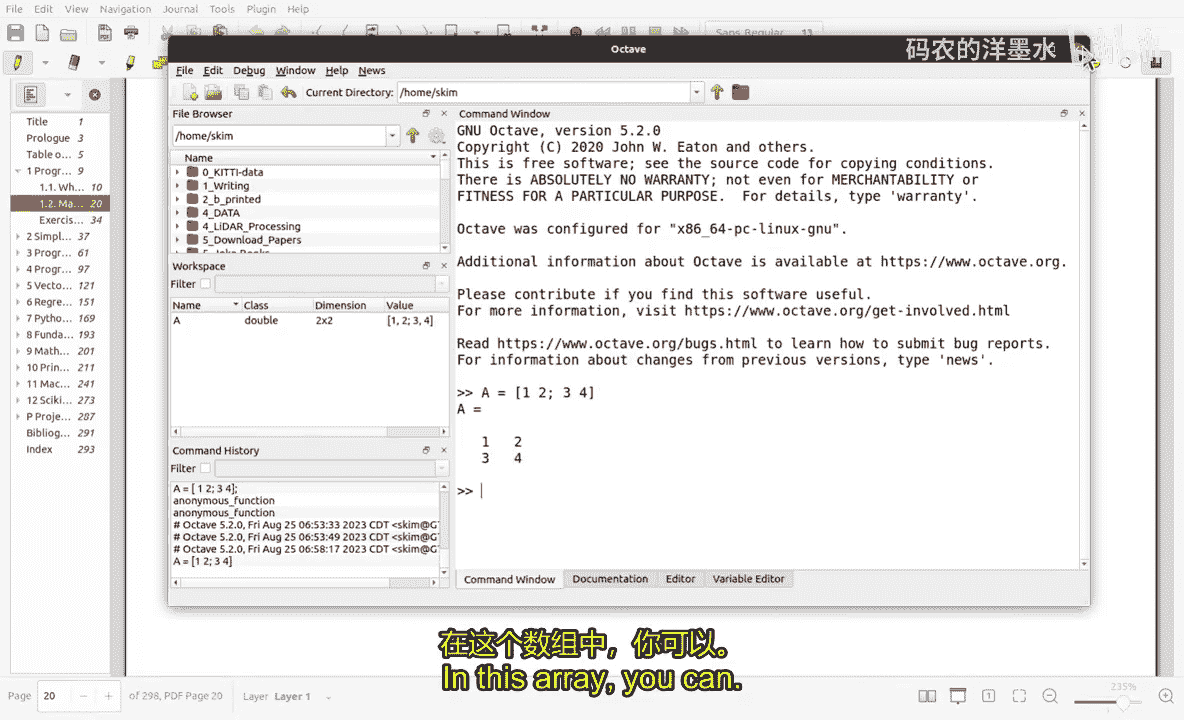 File Edit View Navigation Journal Tools Plugin Help
Sans Regular 13
码农的洋墨水
Octave
File Edit Debug Window Help News
Current Directory: /home/skim
File Browser
/home/skim
Name
0_KITTI-data
1_Writing
2_b_printed
4_DATA
4_LiDAR_Processing
5_Download_Papers
Workspace
Filter
Name Class Dimension Value
A double 2x2 [1, 2; 3, 4]
Command History
Filter
A = [ 1 2; 3 4];
anonymous_function
anonymous_function
# Octave 5.2.0, Fri Aug 25 06:53:33 2023 CDT <skim@G
# Octave 5.2.0, Fri Aug 25 06:53:49 2023 CDT <skim@G
# Octave 5.2.0, Fri Aug 25 06:58:17 2023 CDT <skim@G
A = [1 2; 3 4]
Command Window
GNU Octave, version 5.2.0
Copyright (C) 2020 John W. Eaton and others.
This is free software; see the source code for copying conditions.
There is ABSOLUTELY NO WARRANTY; not even for MERCHANTABILITY or
FITNESS FOR A PARTICULAR PURPOSE.  For details, type 'warranty'.
Octave was configured for "x86_64-pc-linux-gnu".
Additional information about Octave is available at https://www.octave.org.
Please contribute if you find this software useful.
For more information, visit https://www.octave.org/get-involved.html
Read https://www.octave.org/bugs.html to learn how to submit bug reports.
For information about changes from previous versions, type 'news'.
>> A = [1 2; 3 4]
A =
1 2
3 4
>>
Command Window Documentation Editor Variable Editor
Title 1
Prologue 3
Table o... 5
1 Progr... 9
1.1. Wh... 10
1.2. Ma... 20
Exercis... 34
2 Simpl... 37
3 Progr... 61
4 Progr... 97
5 Vecto... 121
6 Regre... 151
7 Pytho... 169
8 Funda... 193
9 Math... 201
10 Prin... 211
11 Mac... 241
12 Sciki... 273
P Proje... 287
Bibliog... 291
Index 293
在这个数组中，你可以。
In this array, you can.
Page 20 of 298, PDF Page 20 Layer Layer 1
235%